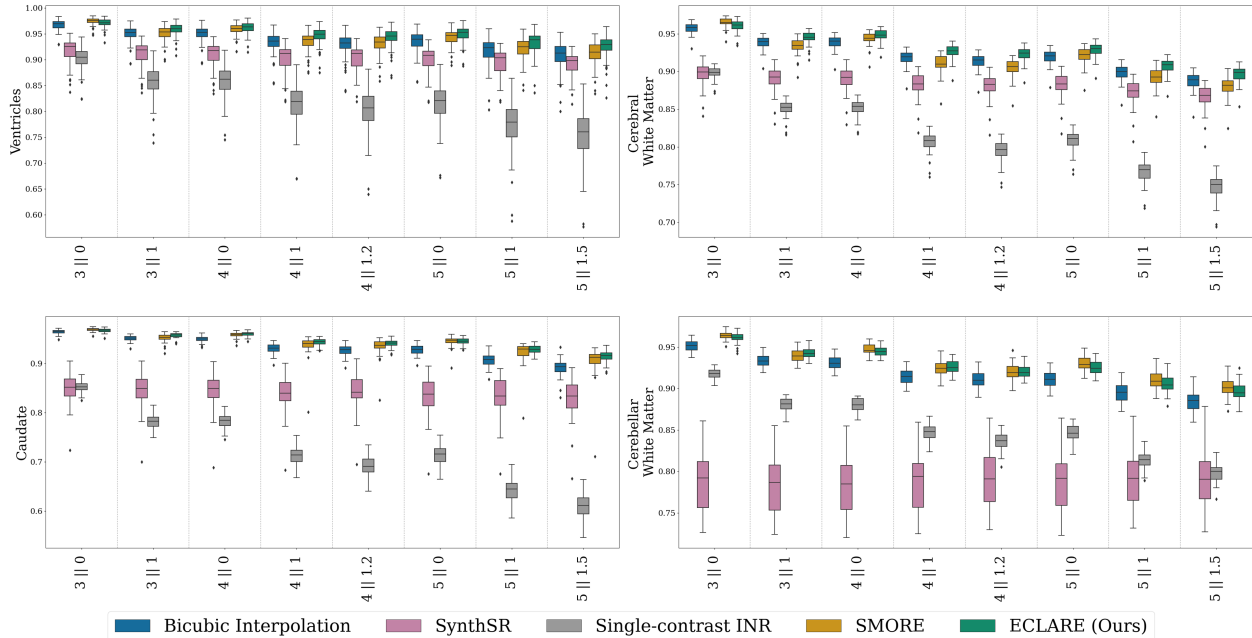 Ventricles
1.00
0.95
0.90
0.85
0.80
0.75
0.70
0.65
0.60
3 || 0
3 || 1
4 || 0
4 || 1
4 || 1.2
5 || 0
5 || 1
5 || 1.5
Cerebral
White Matter
0.95
0.90
0.85
0.80
0.75
0.70
3 || 0
3 || 1
4 || 0
4 || 1
4 || 1.2
5 || 0
5 || 1
5 || 1.5
Caudate
0.9
0.8
0.7
0.6
3 || 0
3 || 1
4 || 0
4 || 1
4 || 1.2
5 || 0
5 || 1
5 || 1.5
Cerebellar
White Matter
0.95
0.90
0.85
0.80
0.75
3 || 0
3 || 1
4 || 0
4 || 1
4 || 1.2
5 || 0
5 || 1
5 || 1.5
Bicubic Interpolation
SynthSR
Single-contrast INR
SMORE
ECLARE (Ours)